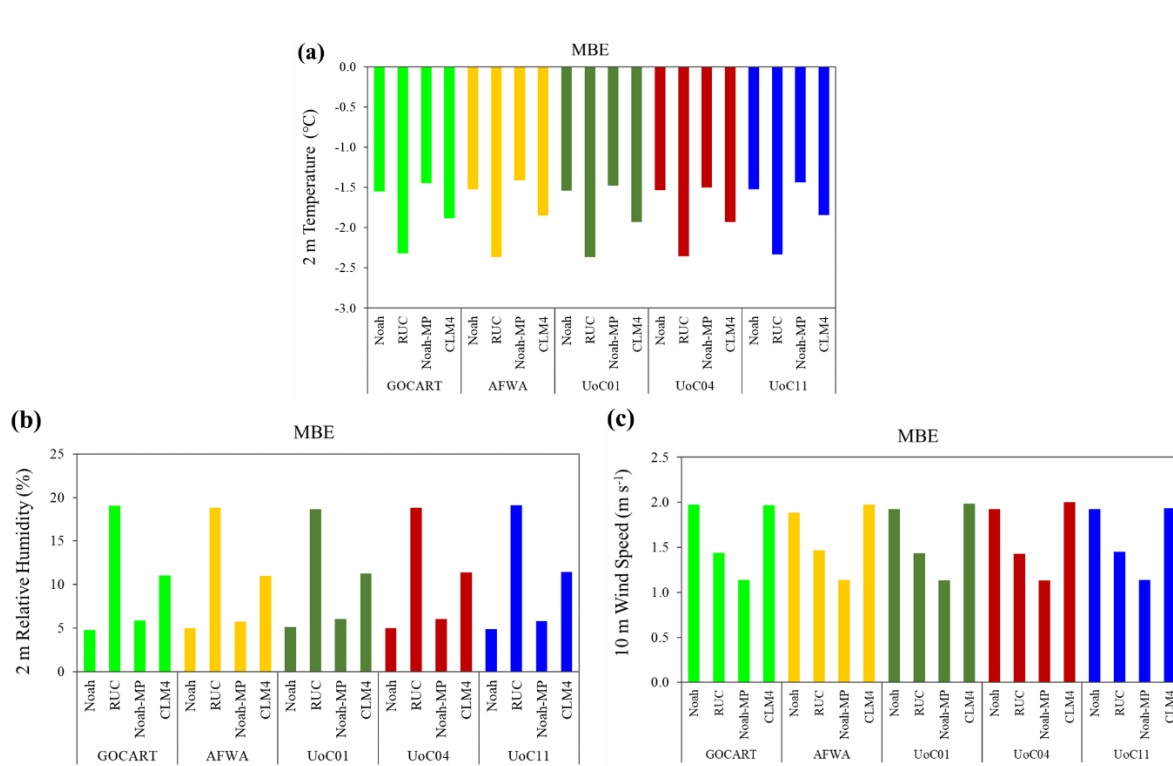 (a)
MBE
2 m Temperature (°C)
0.0
-0.5
-1.0
-1.5
-2.0
-2.5
-3.0
Noah RUC Noah-MP CLM4 Noah RUC Noah-MP CLM4 Noah RUC Noah-MP CLM4 Noah RUC Noah-MP CLM4 Noah RUC Noah-MP CLM4
GOCART AFWA UoC01 UoC04 UoC11
(b)
MBE
2 m Relative Humidity (%)
25
20
15
10
5
0
Noah RUC Noah-MP CLM4 Noah RUC Noah-MP CLM4 Noah RUC Noah-MP CLM4 Noah RUC Noah-MP CLM4 Noah RUC Noah-MP CLM4
GOCART AFWA UoC01 UoC04 UoC11
(c)
MBE
10 m Wind Speed (m s⁻¹)
2.5
2.0
1.5
1.0
0.5
0.0
Noah RUC Noah-MP CLM4 Noah RUC Noah-MP CLM4 Noah RUC Noah-MP CLM4 Noah RUC Noah-MP CLM4 Noah RUC Noah-MP CLM4
GOCART AFWA UoC01 UoC04 UoC11